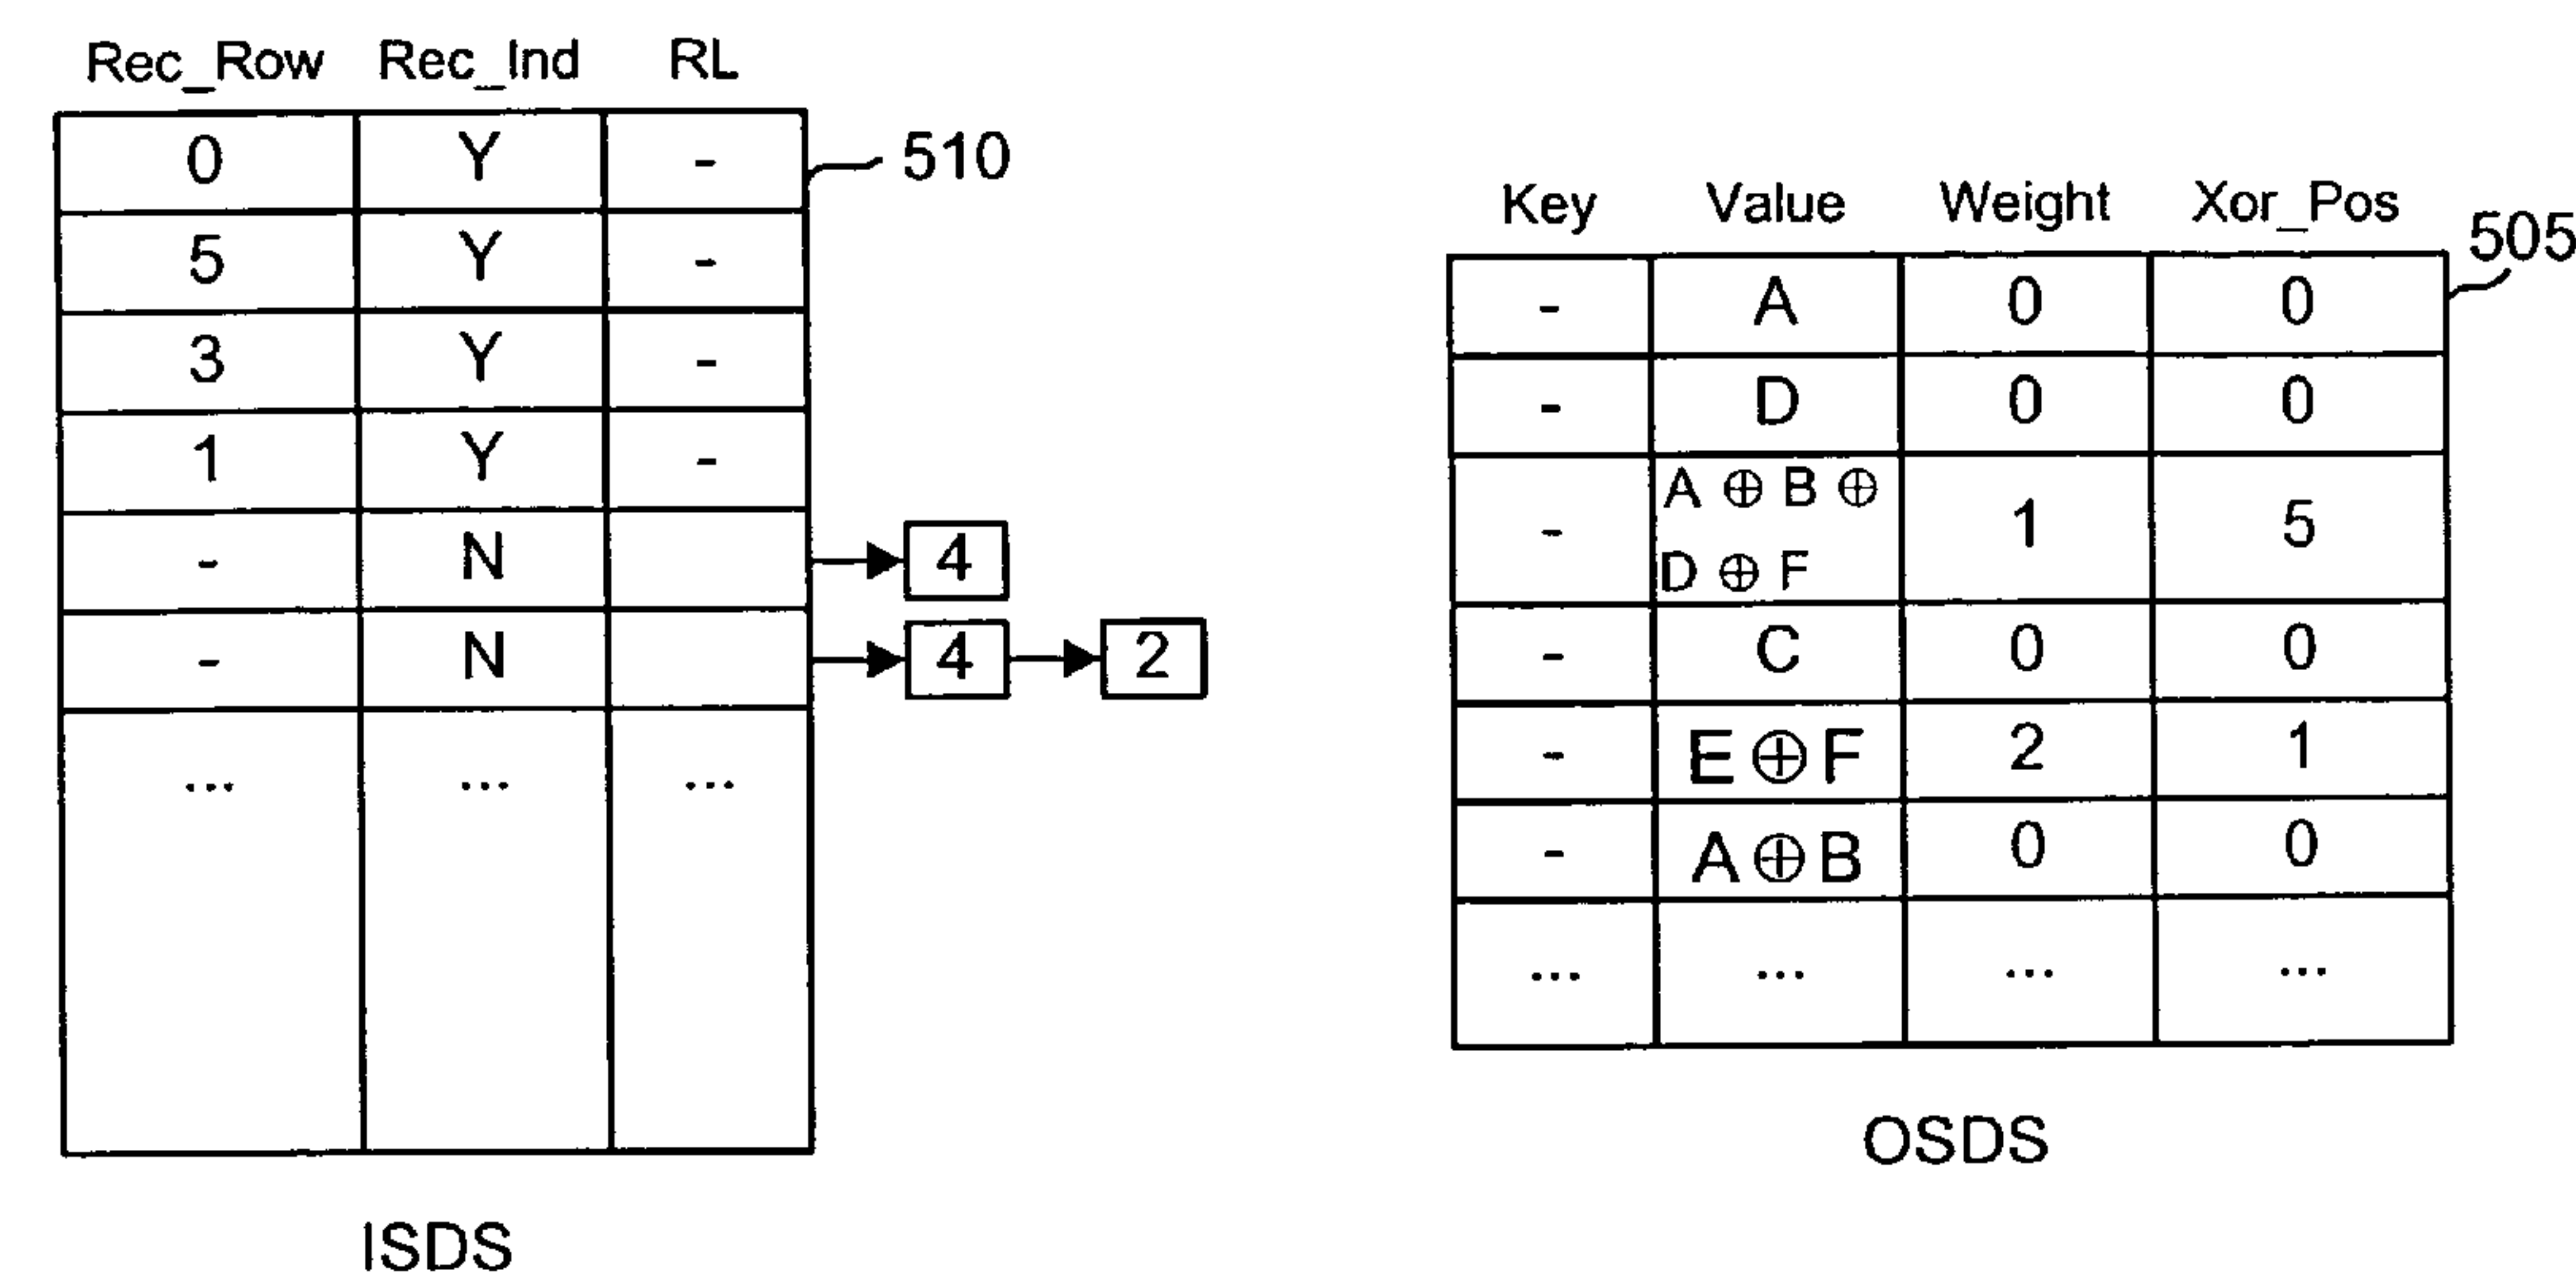 Rec_Row Rec_Ind RL
0 Y - 510
5 Y -
3 Y -
1 Y -
- N 4
- N 4 2
... ... ...
ISDS
Key Value Weight Xor_Pos
505
- A 0 0
- D 0 0
- A ⊕ B ⊕ 1 5
D ⊕ F
- C 0 0
- E ⊕ F 2 1
- A ⊕ B 0 0
... ... ... ...
OSDS